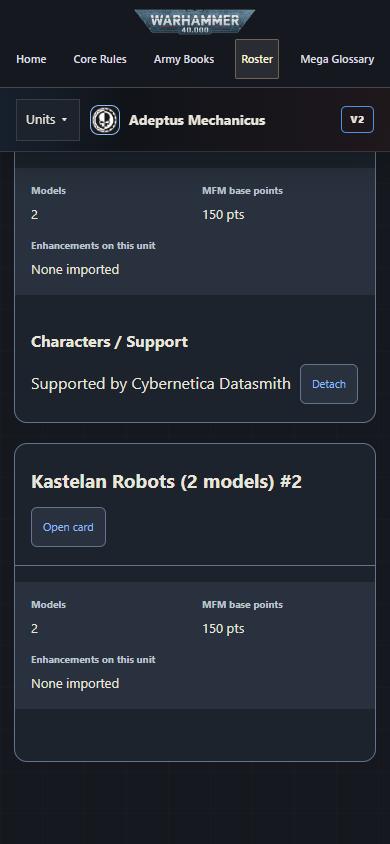 WARHAMMER
40,000
Home Core Rules Army Books Roster Mega Glossary
Units Adeptus Mechanicus V2
Models MFM base points
2 150 pts
Enhancements on this unit
None imported
Characters / Support
Supported by Cybernetica Datasmith Detach
Kastelan Robots (2 models) #2
Open card
Models MFM base points
2 150 pts
Enhancements on this unit
None imported